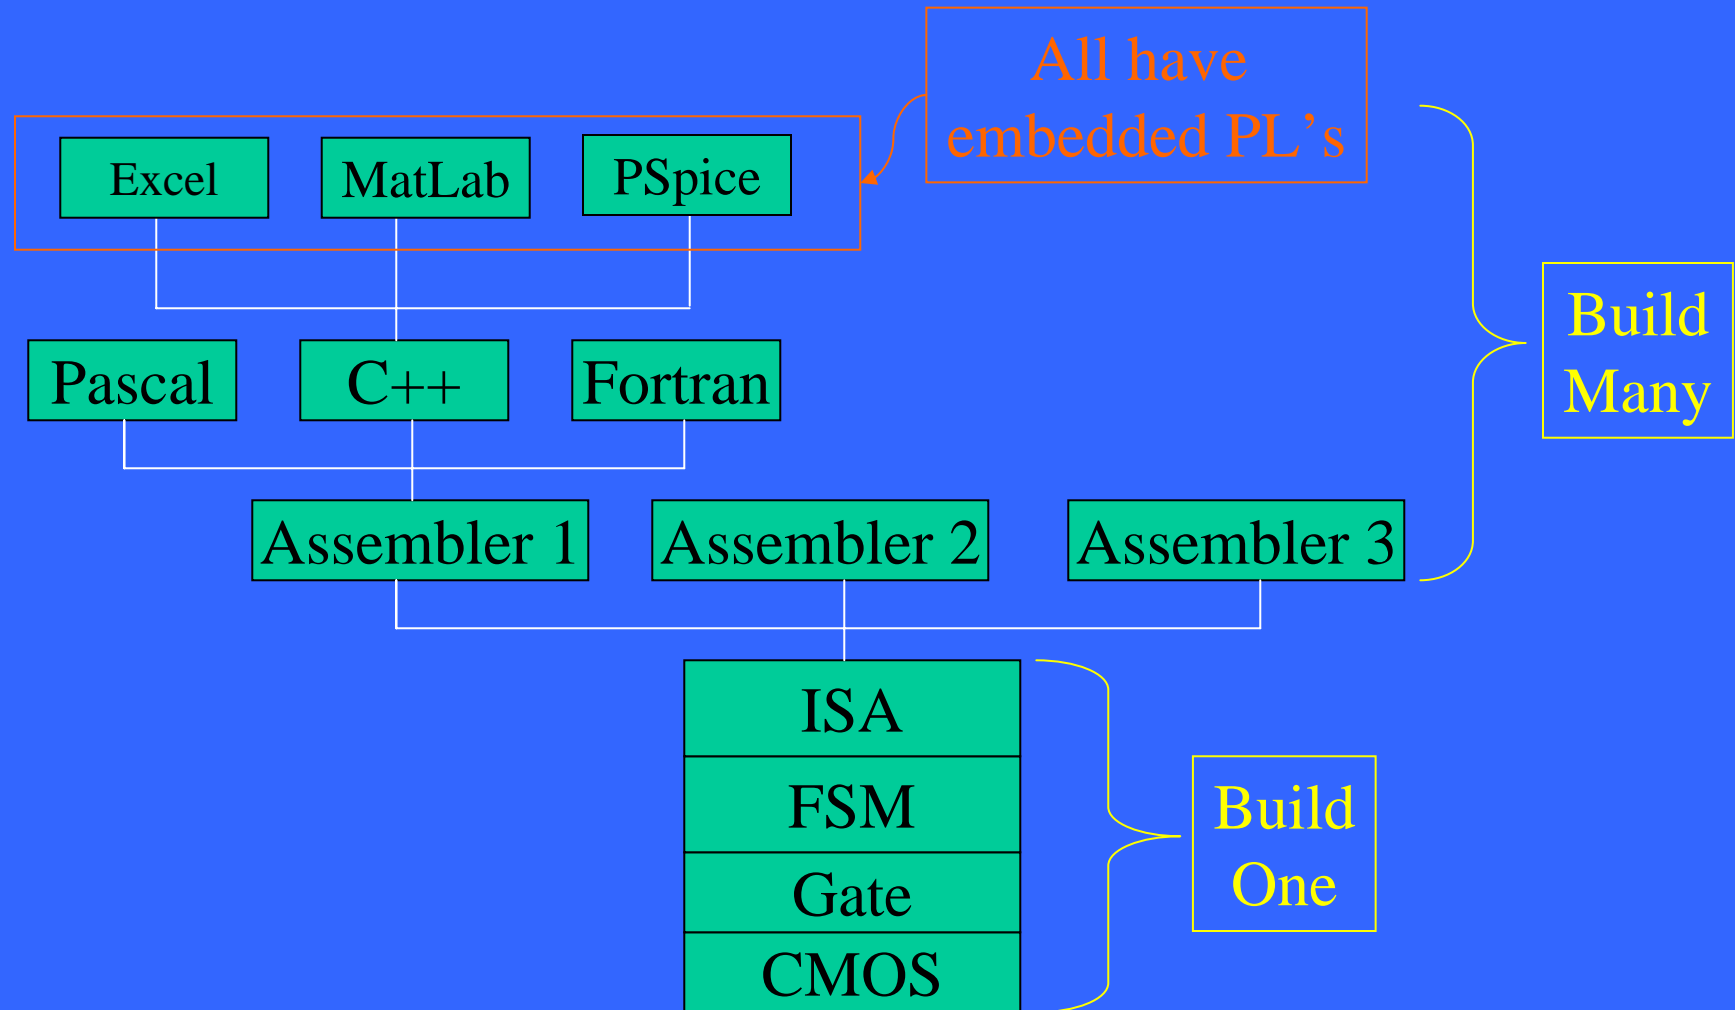 All have
embedded PL's
Excel
MatLab
PSpice
Build
Many
Pascal
C++
Fortran
Assembler 1
Assembler 2
Assembler 3
ISA
FSM
Gate
CMOS
Build
One